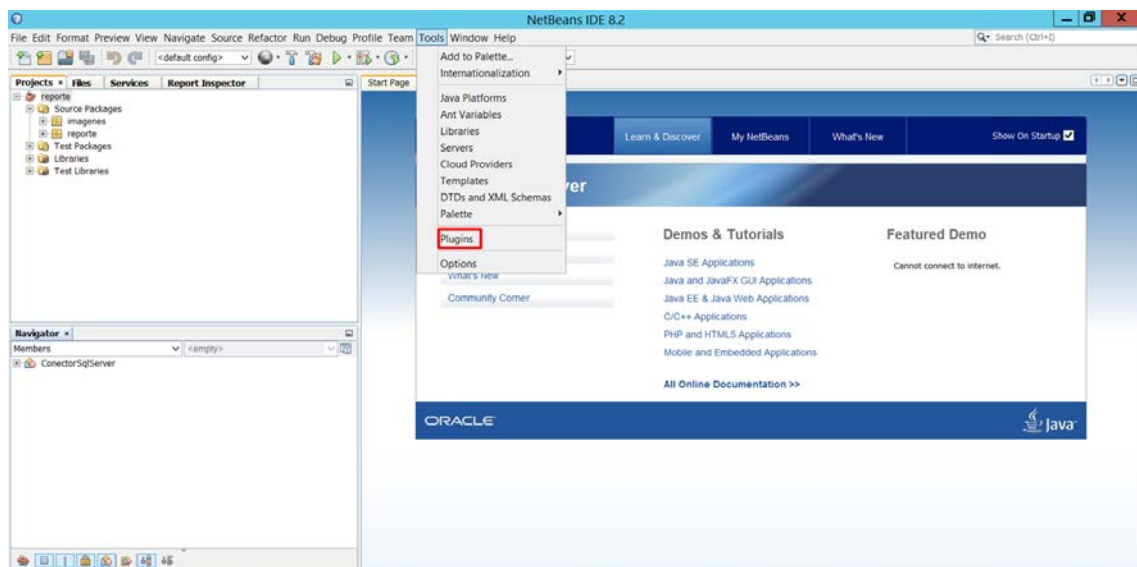 NetBeans IDE 8.2
File Edit Format Preview View Navigate Source Refactor Run Debug Profile Team Tools Window Help
Search (Ctrl+I)
<default config>
Projects Files Services Report Inspector
reporte
Source Packages
imagenes
reporte
Test Packages
Libraries
Test Libraries
Navigator
Members
<empty>
ConectorSqlServer
Add to Palette...
Internationalization
Java Platforms
Ant Variables
Libraries
Servers
Cloud Providers
Templates
DTDs and XML Schemas
Palette
Plugins
Options
Start Page
Learn & Discover
My NetBeans
What's New
Show On Startup
ver
What's New
Community Corner
Demos & Tutorials
Java SE Applications
Java and JavaFX GUI Applications
Java EE & Java Web Applications
C/C++ Applications
PHP and HTML5 Applications
Mobile and Embedded Applications
All Online Documentation >>
Featured Demo
Cannot connect to internet.
ORACLE
Java